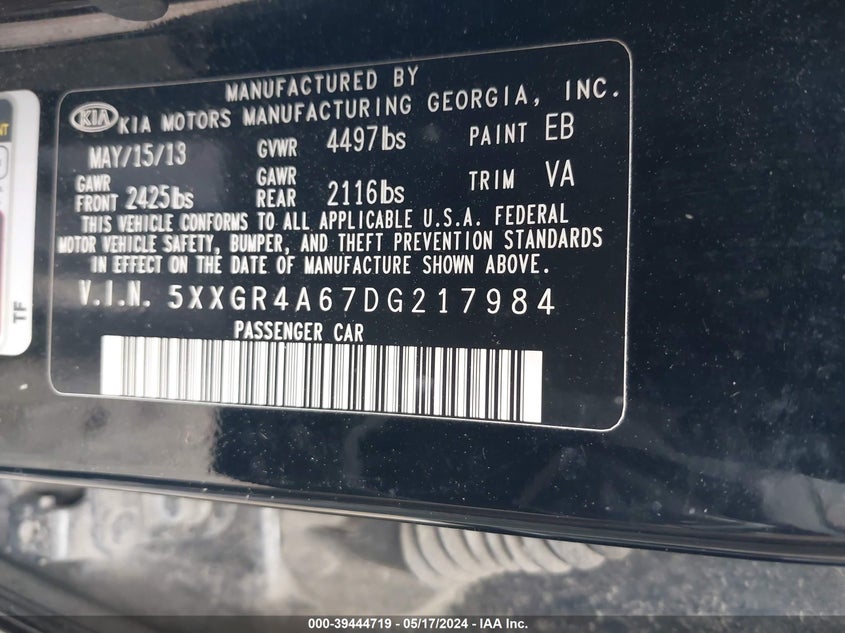 MANUFACTURED BY
KIA KIA MOTORS MANUFACTURING GEORGIA, INC.
MAY/15/13 GVWR 4497lbs PAINT EB
GAWR FRONT 2425lbs GAWR REAR 2116lbs TRIM VA
THIS VEHICLE CONFORMS TO ALL APPLICABLE U.S.A. FEDERAL
MOTOR VEHICLE SAFETY, BUMPER, AND THEFT PREVENTION STANDARDS
IN EFFECT ON THE DATE OF MANUFACTURE SHOWN ABOVE.
V.I.N. 5XXGR4A67DG217984
PASSENGER CAR
TF
000-39444719 - 05/17/2024 - IAA Inc.